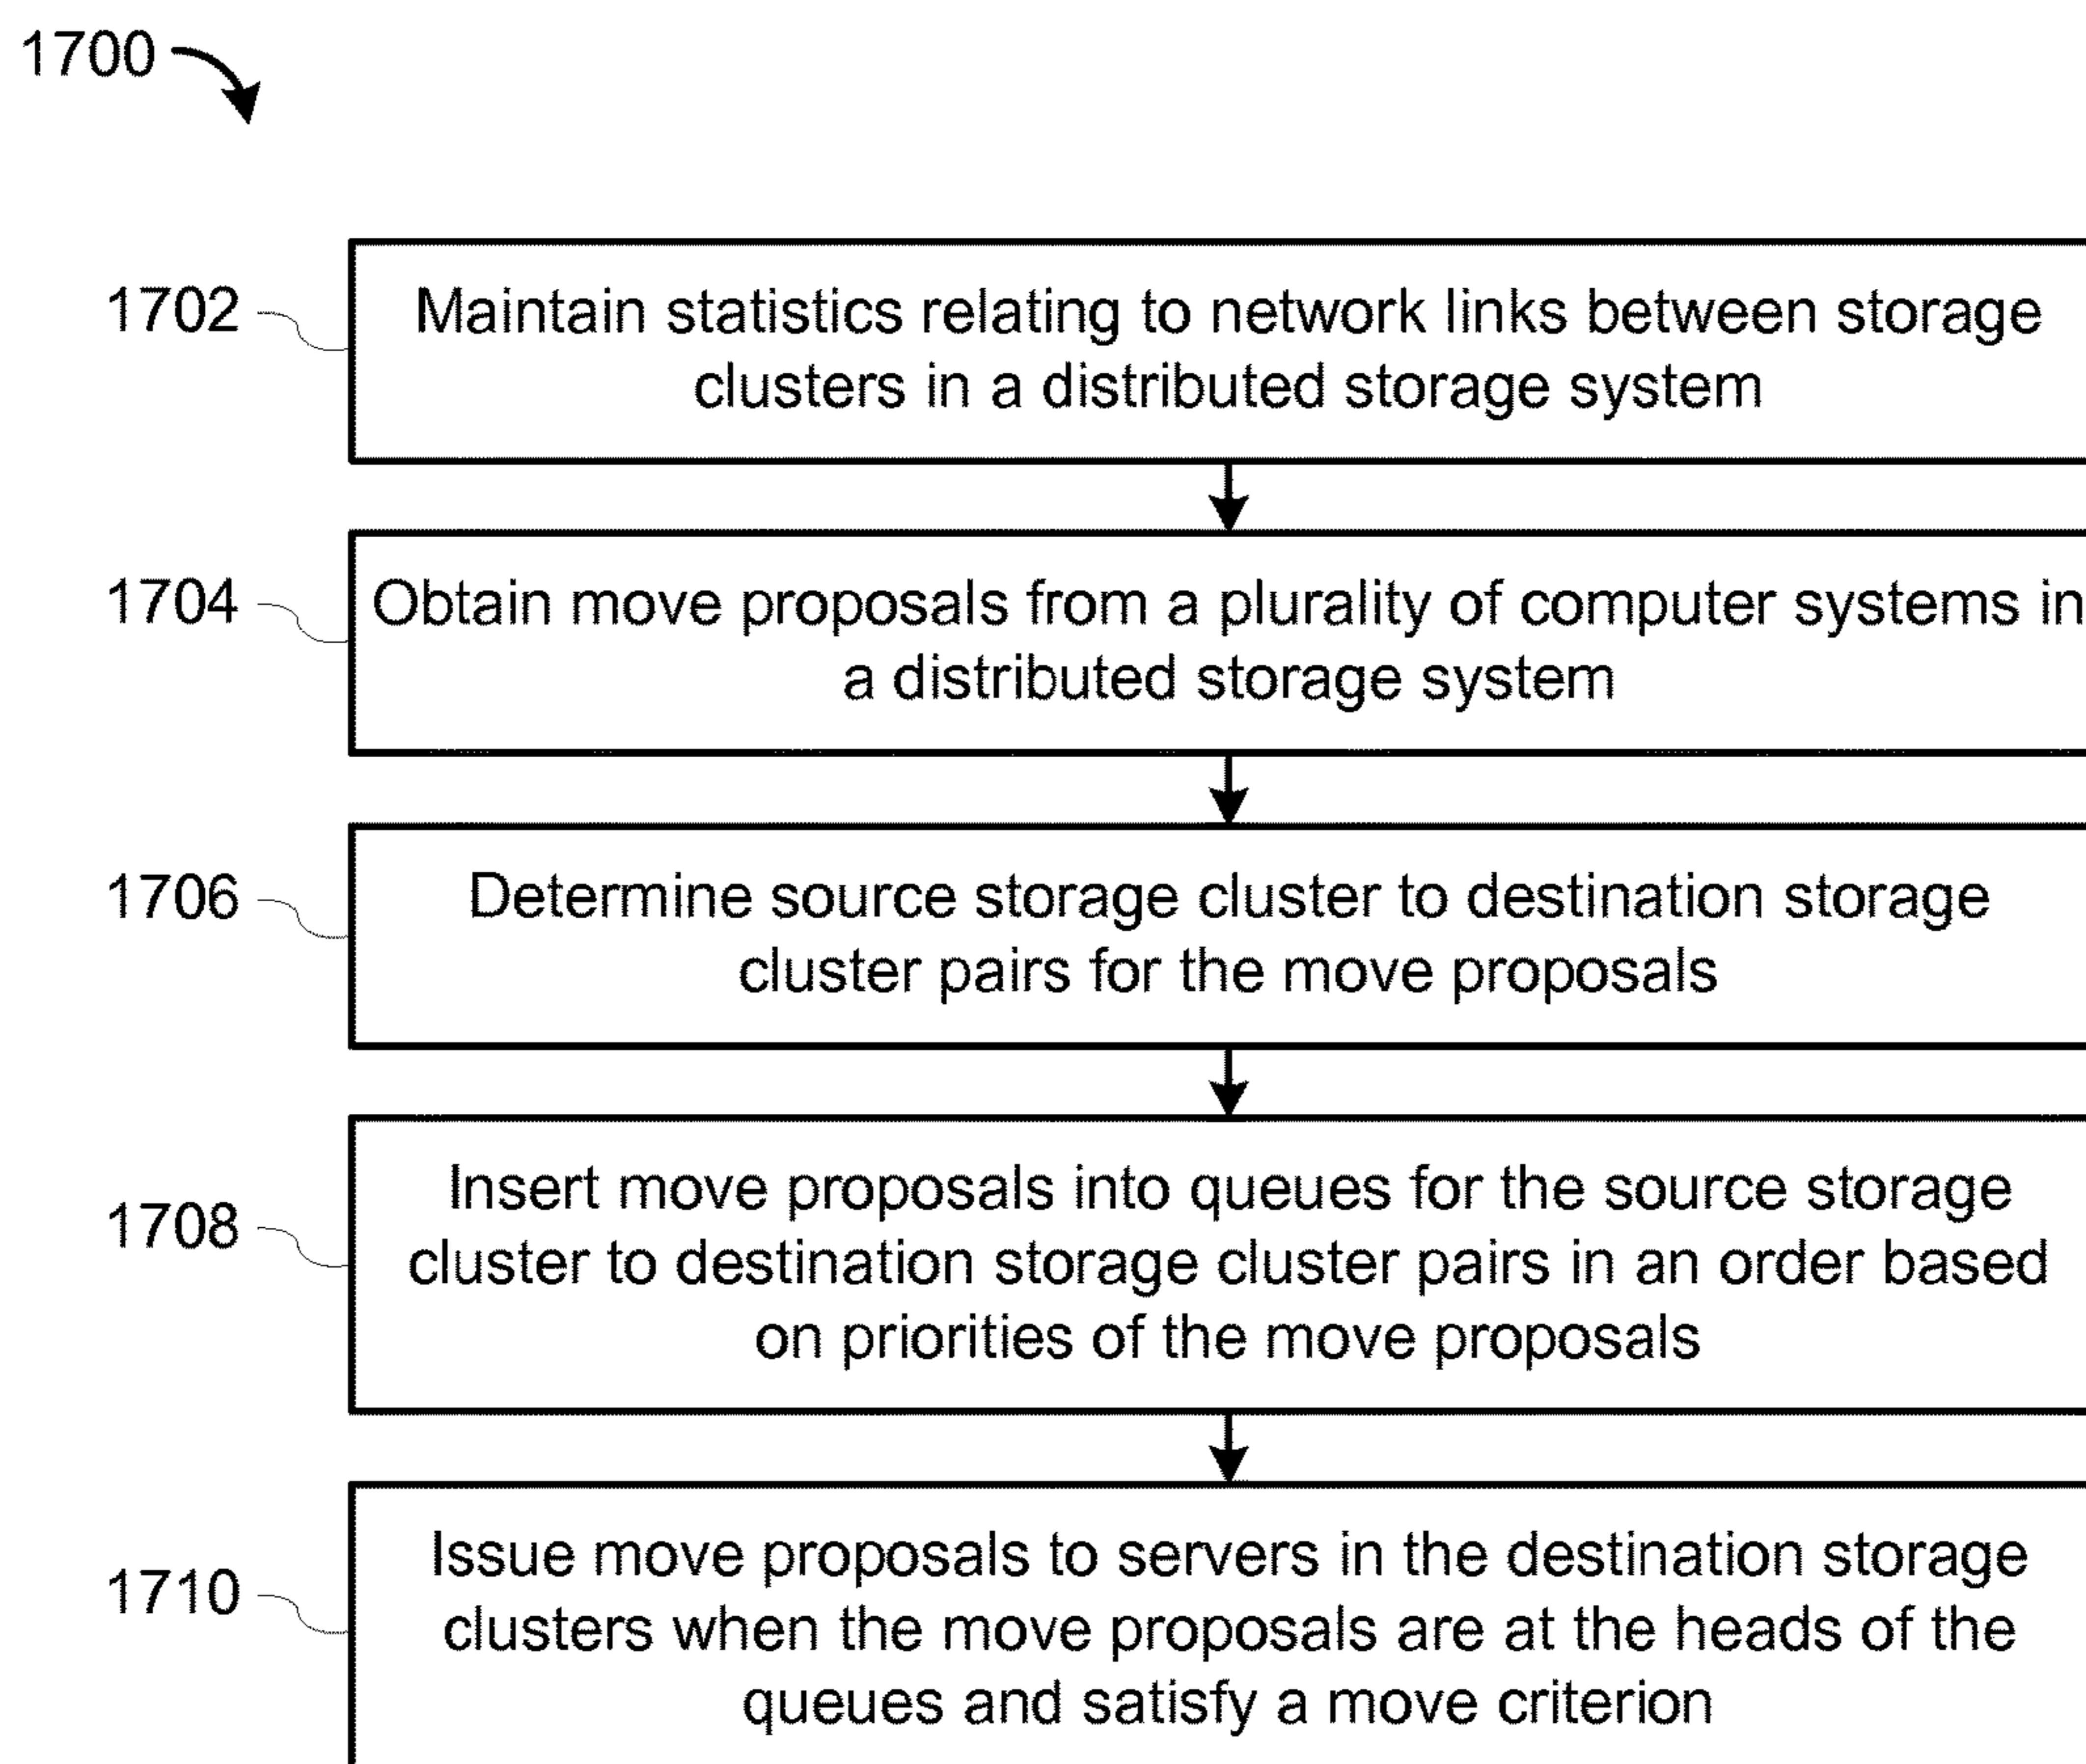 1700
1702
Maintain statistics relating to network links between storage
clusters in a distributed storage system
1704
Obtain move proposals from a plurality of computer systems in
a distributed storage system
1706
Determine source storage cluster to destination storage
cluster pairs for the move proposals
1708
Insert move proposals into queues for the source storage
cluster to destination storage cluster pairs in an order based
on priorities of the move proposals
1710
Issue move proposals to servers in the destination storage
clusters when the move proposals are at the heads of the
queues and satisfy a move criterion